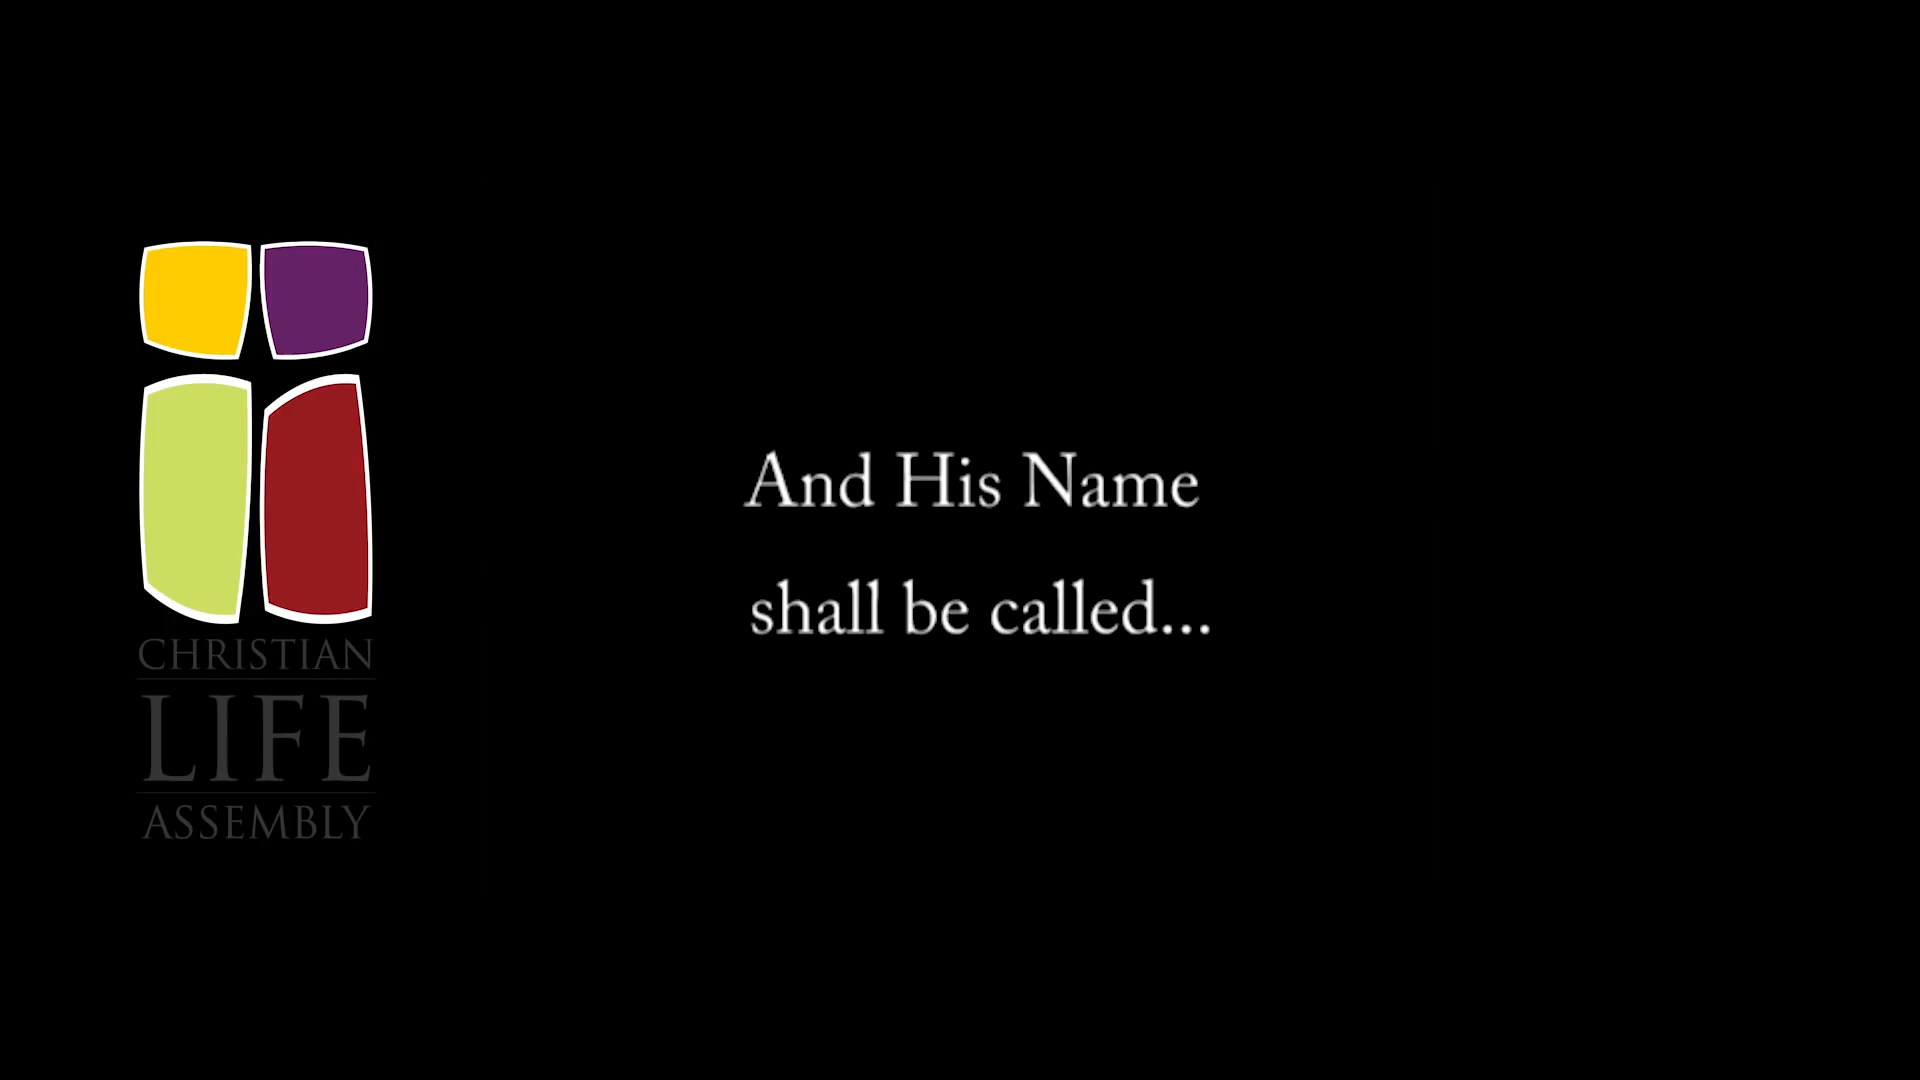 CHRISTIAN
LIFE
ASSEMBLY
And His Name
shall be called...